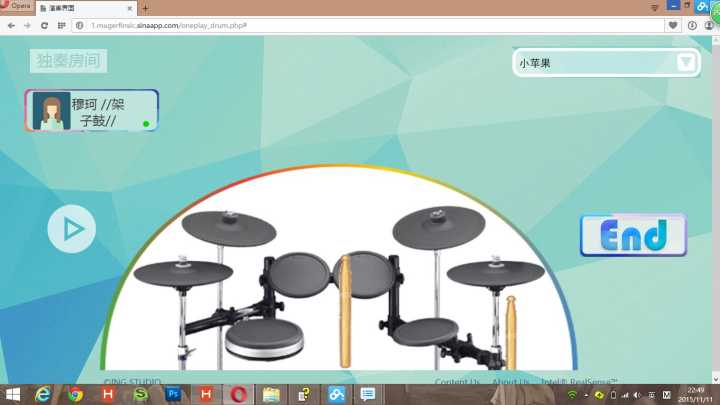 Opera
演奏界面
1.magerfinslc.sinaapp.com/oneplay_drum.php#
独奏房间
小苹果
穆珂 //架
子鼓//
End
©ING STUDIO
Contact Us About Us Intel® RealSense™
22:49
2015/11/11